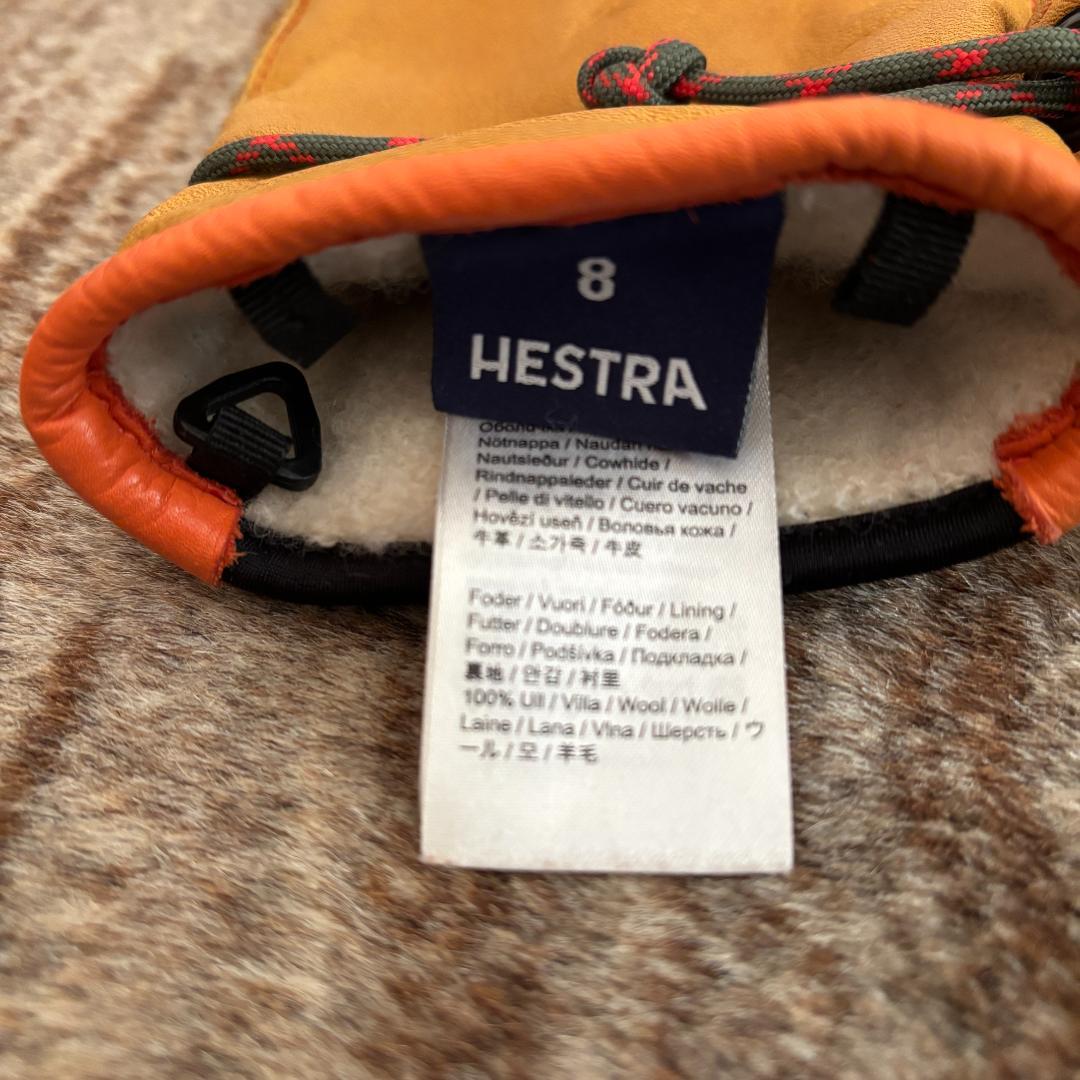 8
HESTRA
Nötnappa / Naudan
Nautsleður / Cowhide /
Rindnappaleder / Cuir de vache
/ Pelle di vitello / Cuero vacuno /
Hovězí useň / Воловья кожа /
牛革 / 소가죽 / 牛皮
Foder / Vuori / Fóður / Lining /
Futter / Doublure / Fodera /
Forro / Podšívka / Подкладка /
裏地 / 안감 / 衬里
100% Ull / Villa / Wool / Wolle /
Laine / Lana / Vlna / Шерсть / ウ
ール / 모 / 羊毛